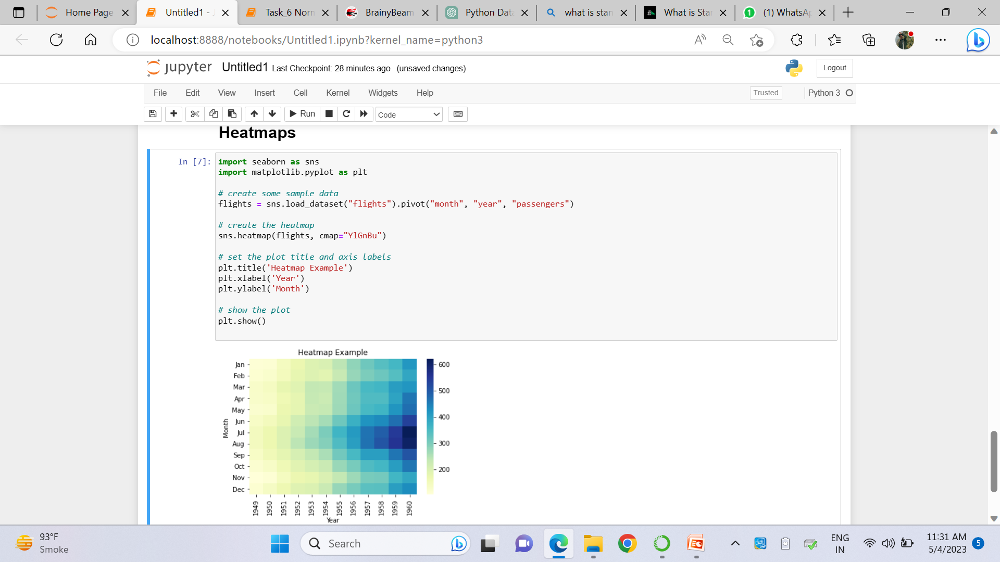 Home Page
Untitled1 - J
Task_6 Norm
BrainyBeam
Python Data
what is stan
What is Star
(1) WhatsAp
localhost:8888/notebooks/Untitled1.ipynb?kernel_name=python3
jupyter Untitled1 Last Checkpoint: 28 minutes ago (unsaved changes)
Logout
File Edit View Insert Cell Kernel Widgets Help
Trusted
Python 3
Run
Code
Heatmaps
In [7]:
import seaborn as sns
import matplotlib.pyplot as plt
# create some sample data
flights = sns.load_dataset("flights").pivot("month", "year", "passengers")
# create the heatmap
sns.heatmap(flights, cmap="YlGnBu")
# set the plot title and axis labels
plt.title('Heatmap Example')
plt.xlabel('Year')
plt.ylabel('Month')
# show the plot
plt.show()
Heatmap Example
Month
Jan
Feb
Mar
Apr
May
Jun
Jul
Aug
Sep
Oct
Nov
Dec
600
500
400
300
200
1949 1950 1951 1952 1953 1954 1955 1956 1957 1958 1959 1960
Year
93°F
Smoke
Search
ENG
IN
11:31 AM
5/4/2023
5